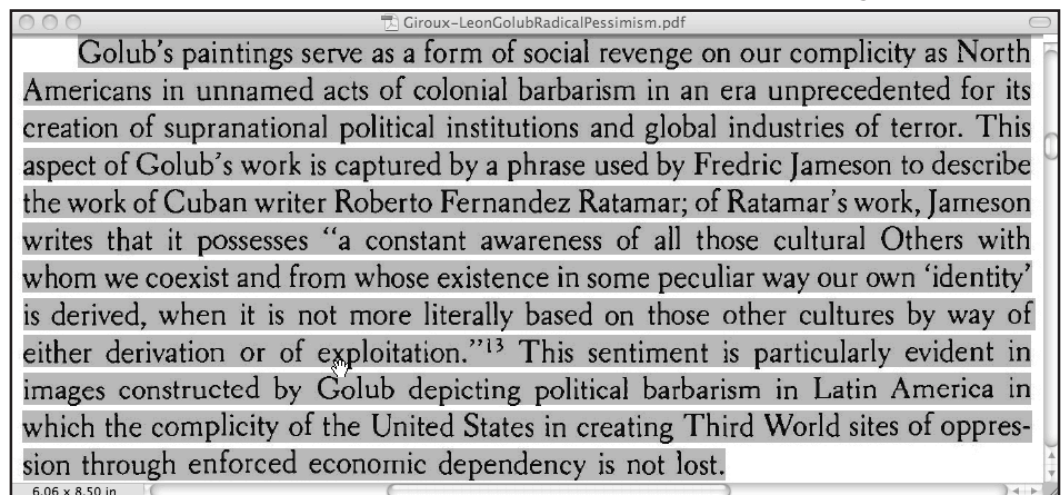 Giroux-LeonGolubRadicalPessimism.pdf
Golub's paintings serve as a form of social revenge on our complicity as North
Americans in unnamed acts of colonial barbarism in an era unprecedented for its
creation of supranational political institutions and global industries of terror. This
aspect of Golub's work is captured by a phrase used by Fredric Jameson to describe
the work of Cuban writer Roberto Fernandez Ratamar; of Ratamar's work, Jameson
writes that it possesses “a constant awareness of all those cultural Others with
whom we coexist and from whose existence in some peculiar way our own ‘identity’
is derived, when it is not more literally based on those other cultures by way of
either derivation or of exploitation.”13 This sentiment is particularly evident in
images constructed by Golub depicting political barbarism in Latin America in
which the complicity of the United States in creating Third World sites of oppres-
sion through enforced economic dependency is not lost.
6.06 x 8.50 in